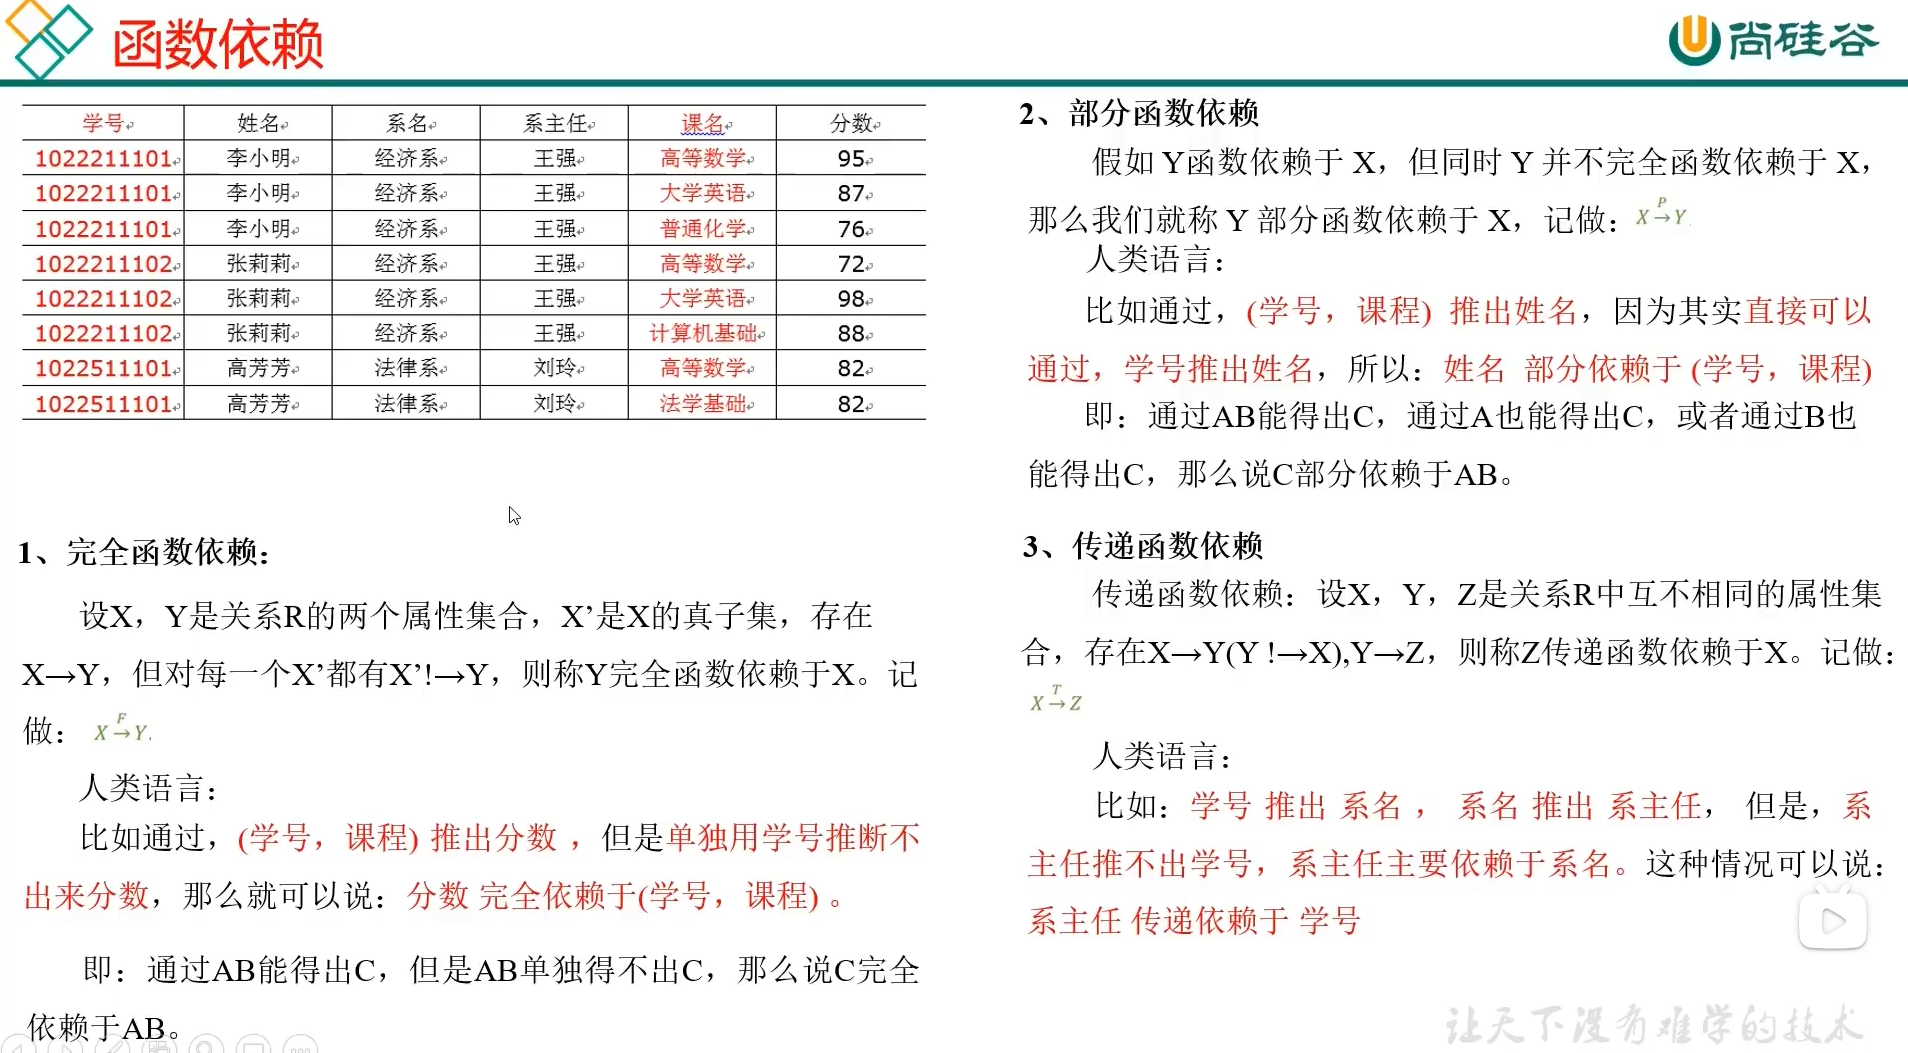 函数依赖
尚硅谷
学号 姓名 系名 系主任 课名 分数
1022211101 李小明 经济系 王强 高等数学 95
1022211101 李小明 经济系 王强 大学英语 87
1022211101 李小明 经济系 王强 普通化学 76
1022211102 张莉莉 经济系 王强 高等数学 72
1022211102 张莉莉 经济系 王强 大学英语 98
1022211102 张莉莉 经济系 王强 计算机基础 88
1022511101 高芳芳 法律系 刘玲 高等数学 82
1022511101 高芳芳 法律系 刘玲 法学基础 82
1、完全函数依赖：
设X，Y是关系R的两个属性集合，X’是X的真子集，存在
X→Y，但对每一个X’都有X’!→Y，则称Y完全函数依赖于X。记
做： X F→ Y.
人类语言：
比如通过，(学号，课程) 推出分数 ，但是单独用学号推断不
出来分数，那么就可以说：分数 完全依赖于(学号，课程) 。
即：通过AB能得出C，但是AB单独得不出C，那么说C完全
依赖于AB。
2、部分函数依赖
假如 Y函数依赖于 X，但同时 Y 并不完全函数依赖于 X，
那么我们就称 Y 部分函数依赖于 X，记做： X P→ Y
人类语言：
比如通过，(学号，课程) 推出姓名，因为其实直接可以
通过，学号推出姓名，所以：姓名 部分依赖于 (学号，课程)
即：通过AB能得出C，通过A也能得出C，或者通过B也
能得出C，那么说C部分依赖于AB。
3、传递函数依赖
传递函数依赖：设X，Y，Z是关系R中互不相同的属性集
合，存在X→Y(Y !→X),Y→Z，则称Z传递函数依赖于X。记做：
X T→ Z
人类语言：
比如：学号 推出 系名 ， 系名 推出 系主任， 但是，系
主任推不出学号，系主任主要依赖于系名。这种情况可以说：
系主任 传递依赖于 学号
让天下没有难学的技术